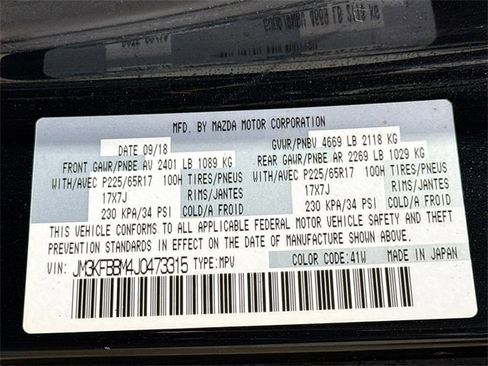 MFD. BY MAZDA MOTOR CORPORATION
DATE 09/18 GVWR/PNBV 4669 LB 2118 KG
FRONT GAWR/PNBE AV 2401 LB 1089 KG REAR GAWR/PNBE AR 2269 LB 1029 KG
WITH/AVEC P225/65R17 100H TIRES/PNEUS WITH/AVEC P225/65R17 100H TIRES/PNEUS
17X7J RIMS/JANTES 17X7J RIMS/JANTES
230 KPA/34 PSI COLD/A FROID 230 KPA/34 PSI COLD/A FROID
THIS VEHICLE CONFORMS TO ALL APPLICABLE FEDERAL MOTOR VEHICLE SAFETY AND THEFT
PREVENTION STANDARDS IN EFFECT ON THE DATE OF MANUFACTURE SHOWN ABOVE.
VIN: JM3KFBBM4J0473315 TYPE:MPV COLOR CODE:41W MADE IN JAPAN